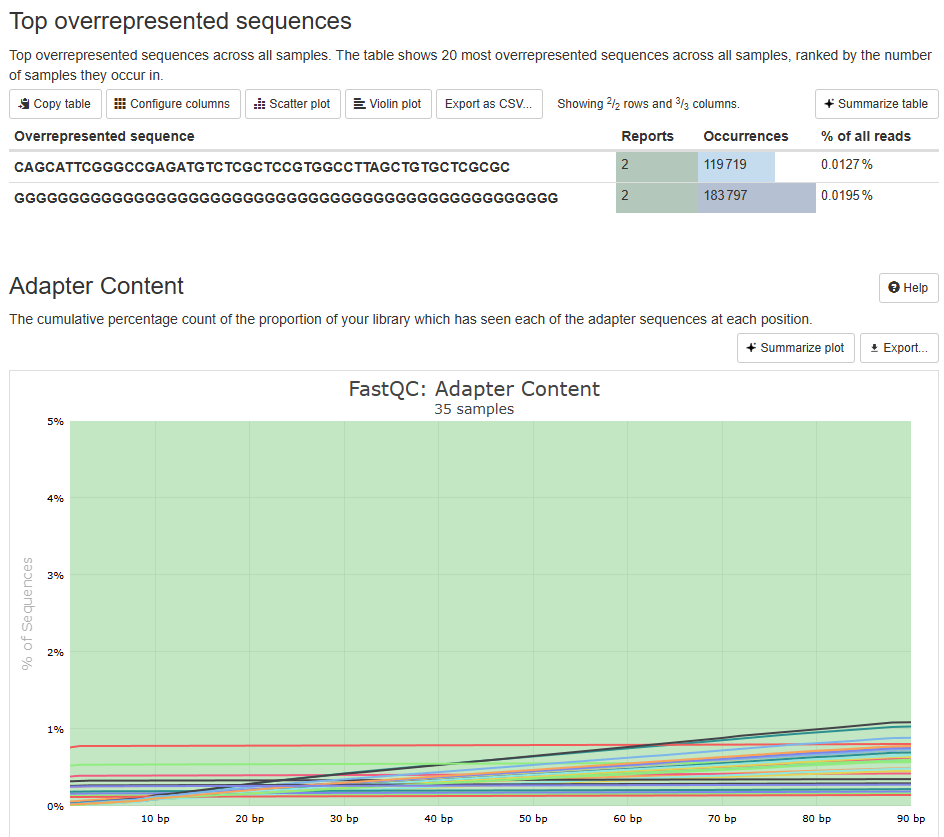 Top overrepresented sequences
Top overrepresented sequences across all samples. The table shows 20 most overrepresented sequences across all samples, ranked by the number
of samples they occur in.
Copy table Configure columns Scatter plot Violin plot Export as CSV... Showing 2/2 rows and 3/3 columns. Summarize table
Overrepresented sequence Reports Occurrences % of all reads
CAGCATTCGGGCCGAGATGTCTCGCTCCGTGGCCTTAGCTGTGCTCGCGC 2 119 719 0.0127 %
GGGGGGGGGGGGGGGGGGGGGGGGGGGGGGGGGGGGGGGGGGGGGGGGGG 2 183 797 0.0195 %
Adapter Content
Help
The cumulative percentage count of the proportion of your library which has seen each of the adapter sequences at each position.
Summarize plot Export...
FastQC: Adapter Content
35 samples
5%
4%
3%
2%
1%
0%
% of Sequences
10 bp 20 bp 30 bp 40 bp 50 bp 60 bp 70 bp 80 bp 90 bp